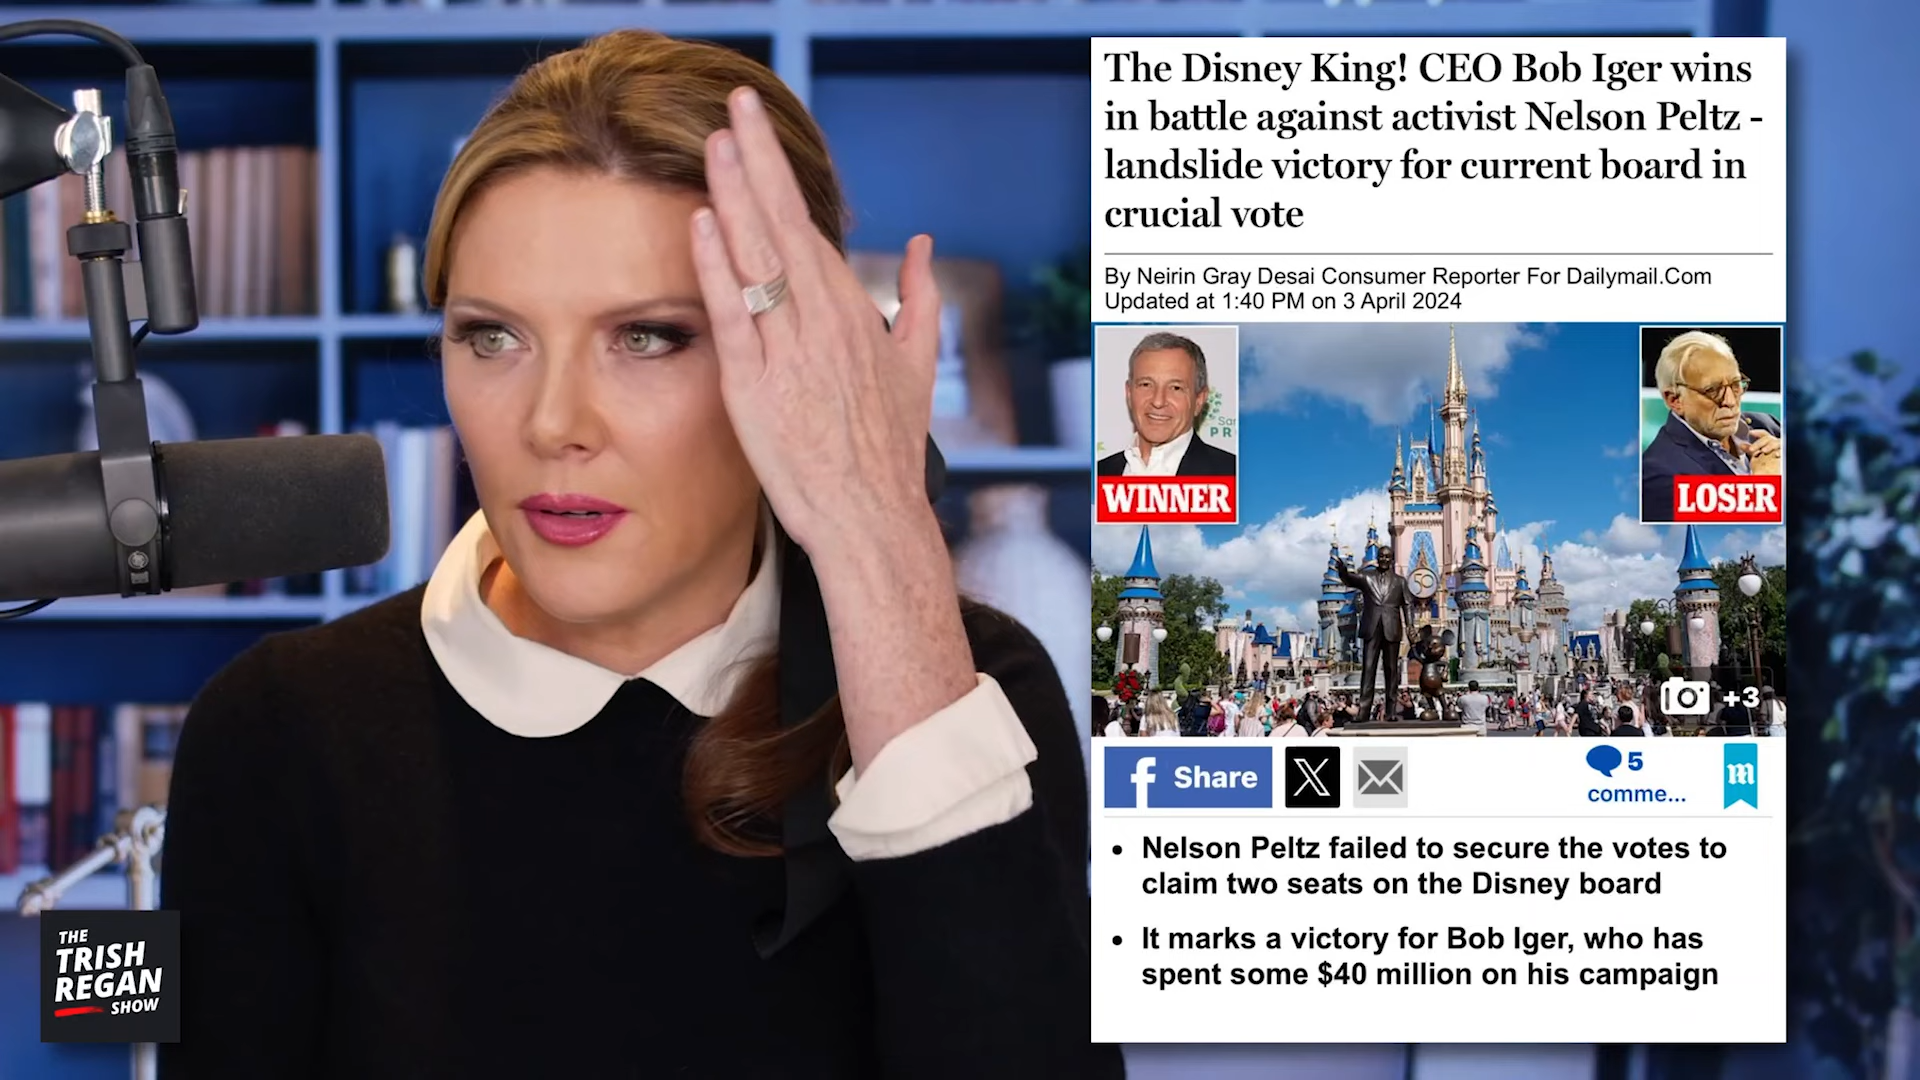 The Disney King! CEO Bob Iger wins
in battle against activist Nelson Peltz -
landslide victory for current board in
crucial vote
By Neirin Gray Desai Consumer Reporter For Dailymail.Com
Updated at 1:40 PM on 3 April 2024
WINNER
LOSER
50
+3
f Share
X
5
comme...
m
• Nelson Peltz failed to secure the votes to
claim two seats on the Disney board
• It marks a victory for Bob Iger, who has
spent some $40 million on his campaign
THE
TRISH
REGAN
SHOW